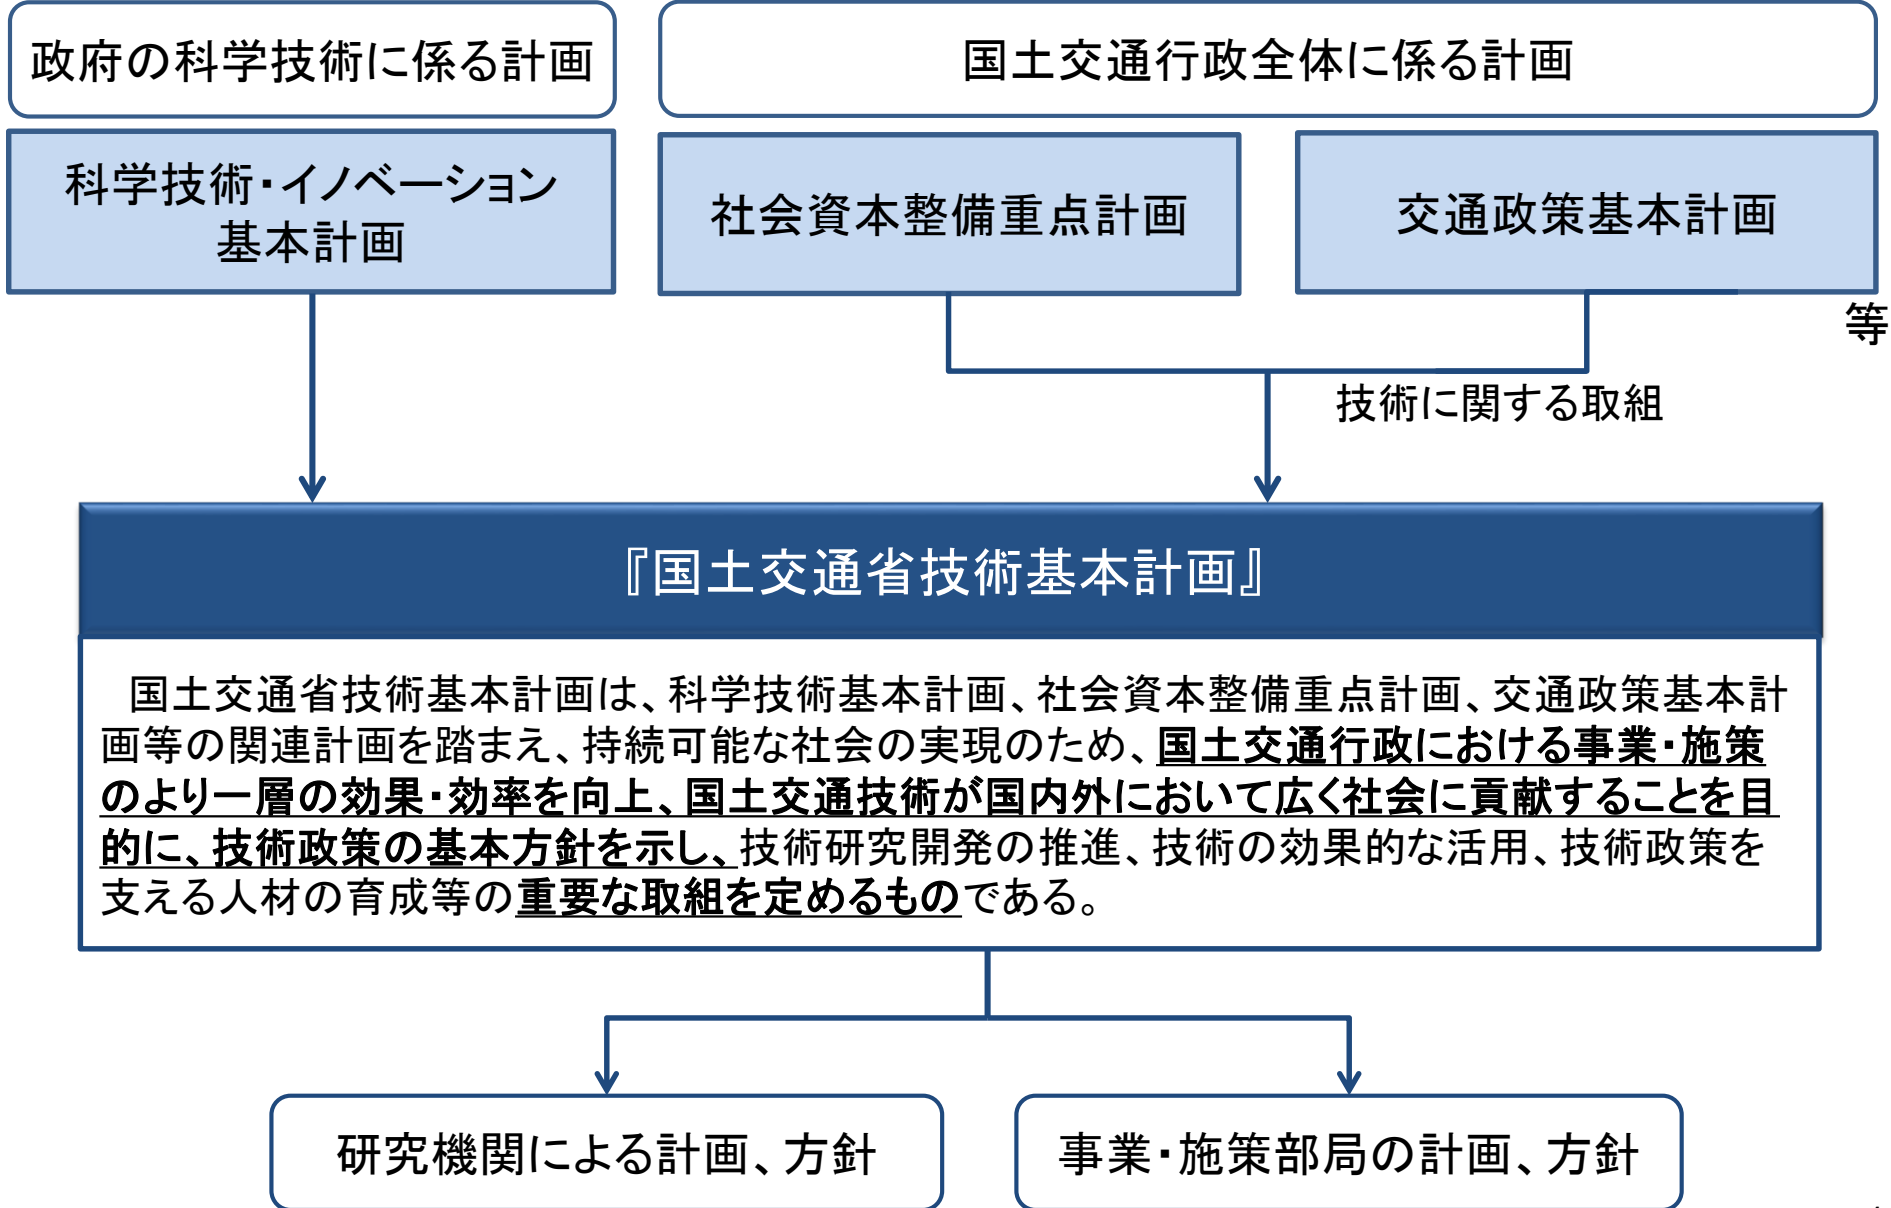 政府の科学技術に係る計画
国土交通行政全体に係る計画
科学技術・イノベーション
基本計画
社会資本整備重点計画
交通政策基本計画
等
技術に関する取組
『国土交通省技術基本計画』
国土交通省技術基本計画は、科学技術基本計画、社会資本整備重点計画、交通政策基本計
画等の関連計画を踏まえ、持続可能な社会の実現のため、国土交通行政における事業・施策
のより一層の効果・効率を向上、国土交通技術が国内外において広く社会に貢献することを目
的に、技術政策の基本方針を示し、技術研究開発の推進、技術の効果的な活用、技術政策を
支える人材の育成等の重要な取組を定めるものである。
研究機関による計画、方針
事業・施策部局の計画、方針